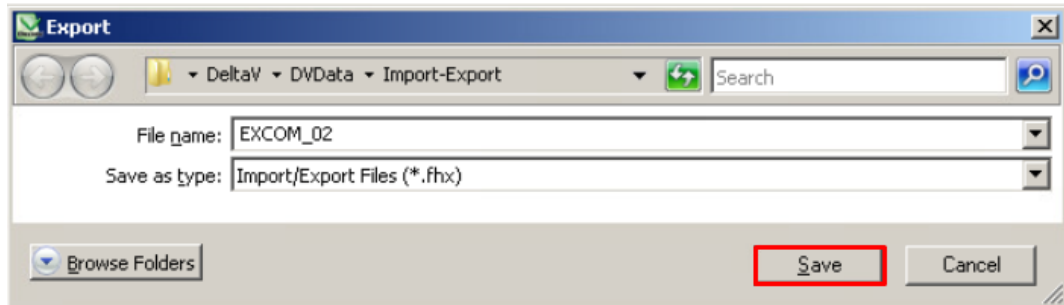 Export
DeltaV DVData Import-Export Search
File name: EXCOM_02
Save as type: Import/Export Files (*.fhx)
Browse Folders Save Cancel